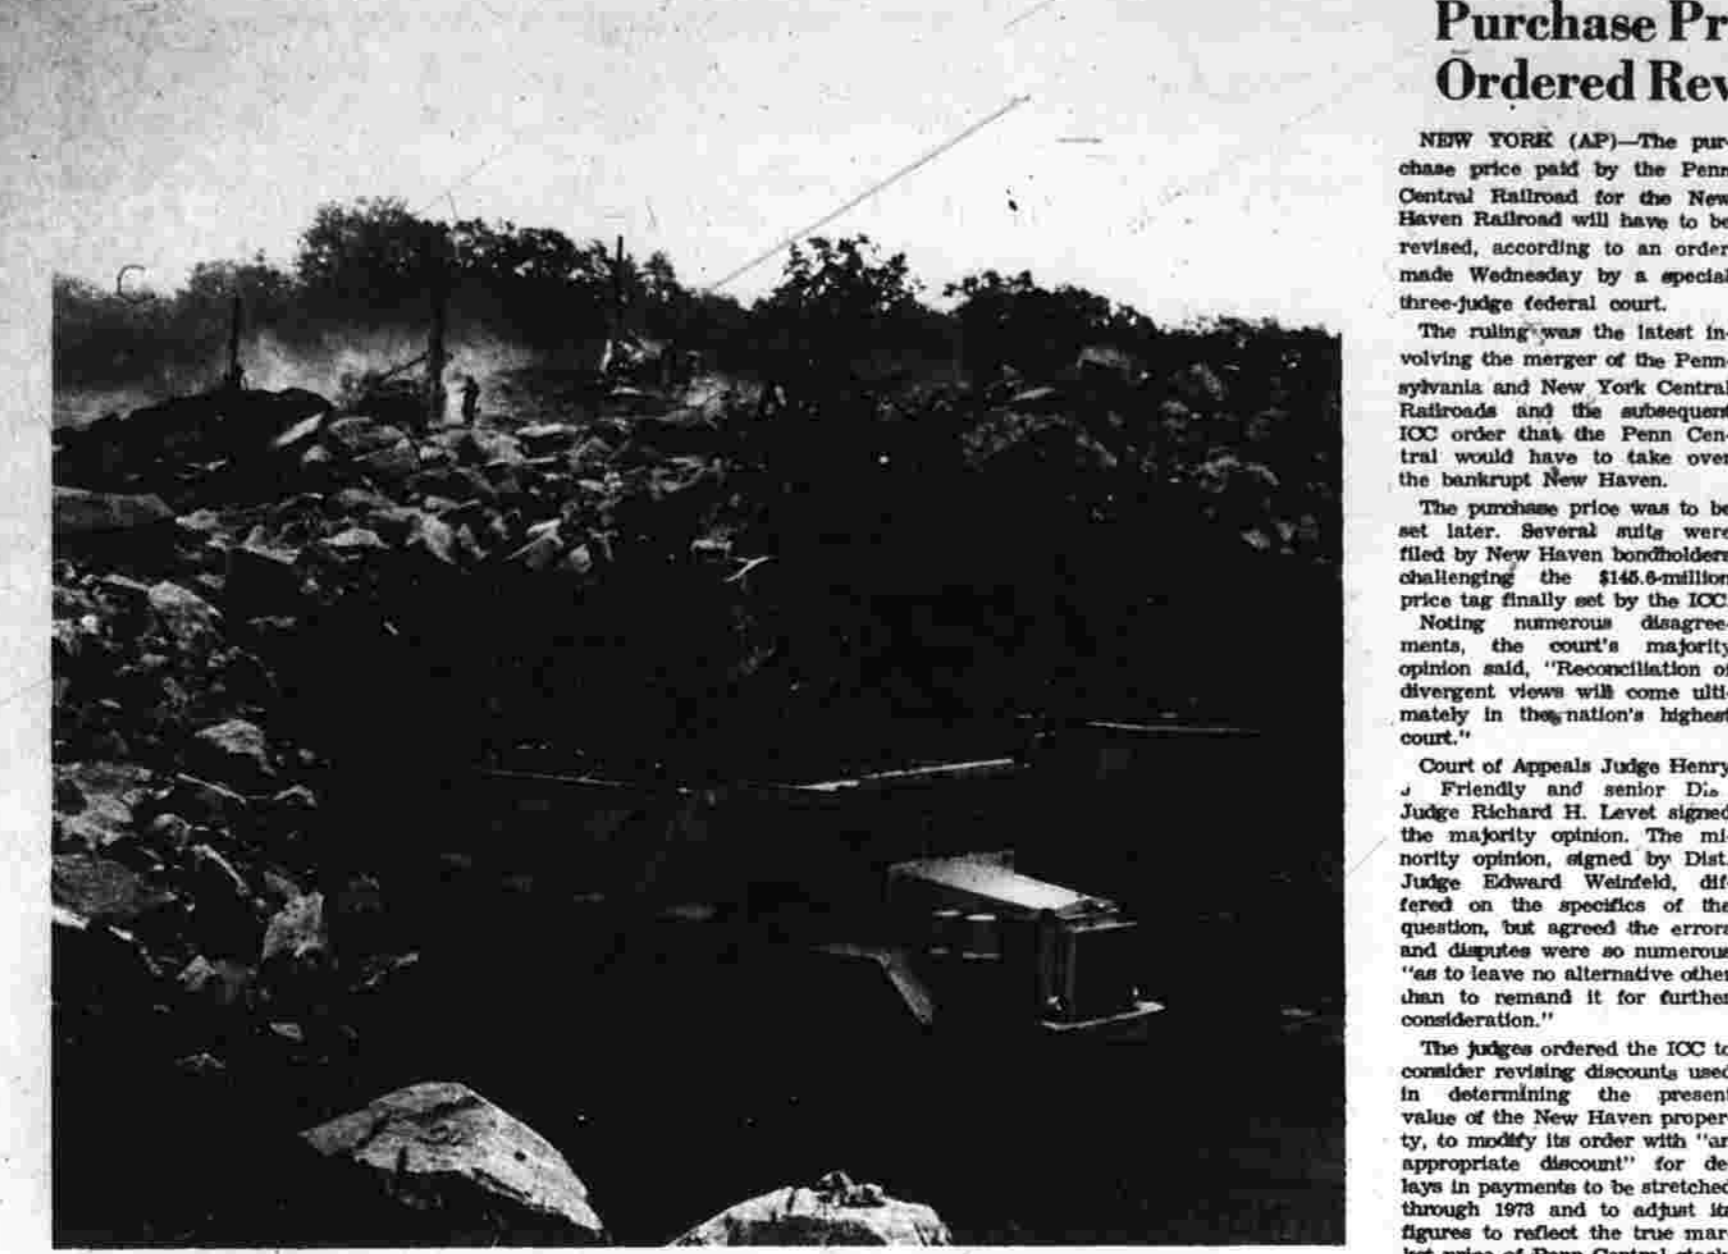 Purchase Pr
Ordered Rev
NEW YORK (AP)—The pur-
chase price paid by the Penn
Central Railroad for the New
Haven Railroad will have to be
revised, according to an order
made Wednesday by a special
three-judge federal court.
The ruling was the latest in-
volving the merger of the Penn-
sylvania and New York Central
Railroads and the subsequent
ICC order that the Penn Cen-
tral would have to take over
the bankrupt New Haven.
The purchase price was to be
set later. Several suits were
filed by New Haven bondholders
challenging the $145.6-million
price tag finally set by the ICC.
Noting numerous disagree-
ments, the court's majority
opinion said, "Reconciliation of
divergent views will come ulti-
mately in the nation's highest
court."
Court of Appeals Judge Henry
J Friendly and senior Dis
Judge Richard H. Levet signed
the majority opinion. The mi-
nority opinion, signed by Dist.
Judge Edward Weinfeld, dif-
fered on the specifics of the
question, but agreed the errors
and disputes were so numerous
"as to leave no alternative other
than to remand it for further
consideration."
The judges ordered the ICC to
consider revising discounts used
in determining the present
value of the New Haven proper-
ty, to modify its order with "an
appropriate discount" for de-
lays in payments to be stretched
through 1973 and to adjust its
figures to reflect the true mar-